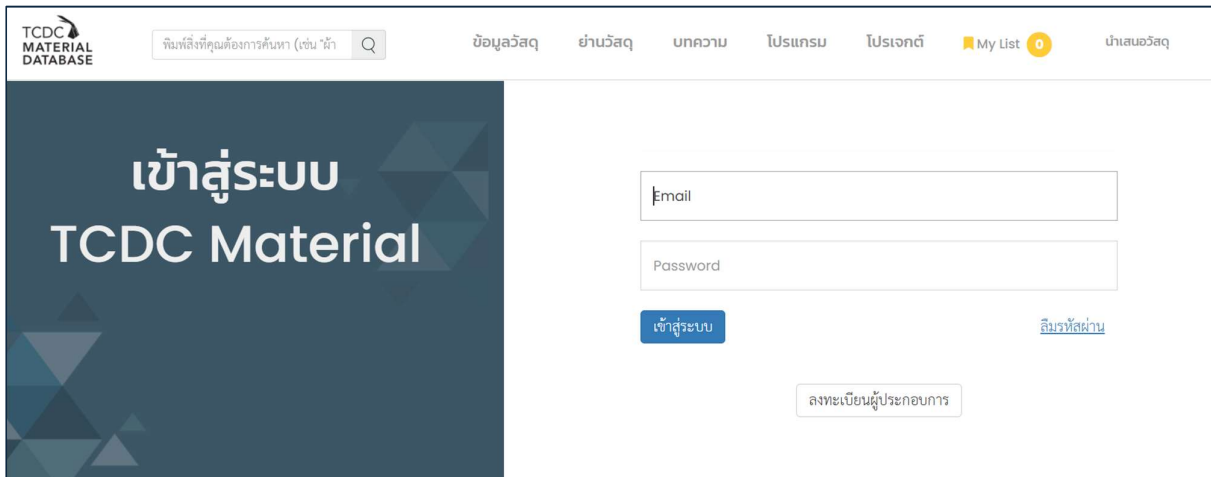 TCDC
MATERIAL
DATABASE
พิมพ์สิ่งที่คุณต้องการค้นหา (เช่น "ผ้า
ข้อมูลวัสดุ ย่านวัสดุ บทความ โปรแกรม โปรเจกต์ My List 0 นำเสนอวัสดุ
เข้าสู่ระบบ
TCDC Material
Email
Password
เข้าสู่ระบบ ลืมรหัสผ่าน
ลงทะเบียนผู้ประกอบการ